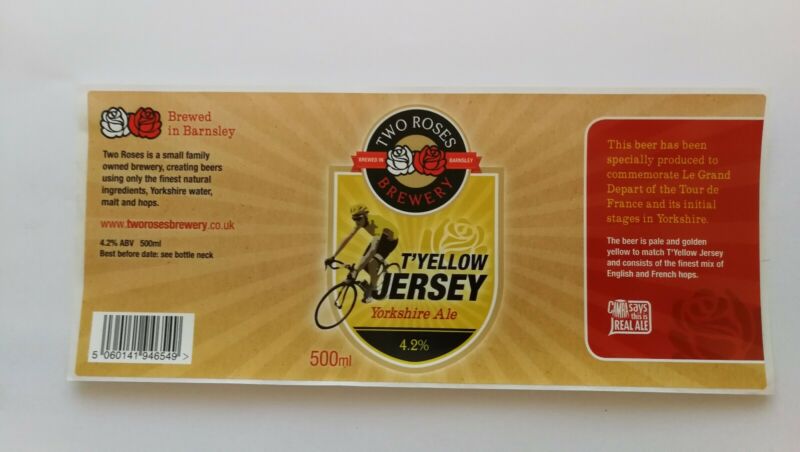 Brewed
in Barnsley
Two Roses is a small family
owned brewery, creating beers
using only the finest natural
ingredients, Yorkshire water,
malt and hops.
www.tworosesbrewery.co.uk
4.2% ABV 500ml
Best before date: see bottle neck
5 060141 946549 >
TWO ROSES
BREWED IN BARNSLEY
BREWERY
T'YELLOW
JERSEY
Yorkshire Ale
4.2%
500ml
This beer has been
specially produced to
commemorate Le Grand
Depart of the Tour de
France and its initial
stages in Yorkshire.
The beer is pale and golden
yellow to match T'Yellow Jersey
and consists of the finest mix of
English and French hops.
CAMRA says
this is
REAL ALE